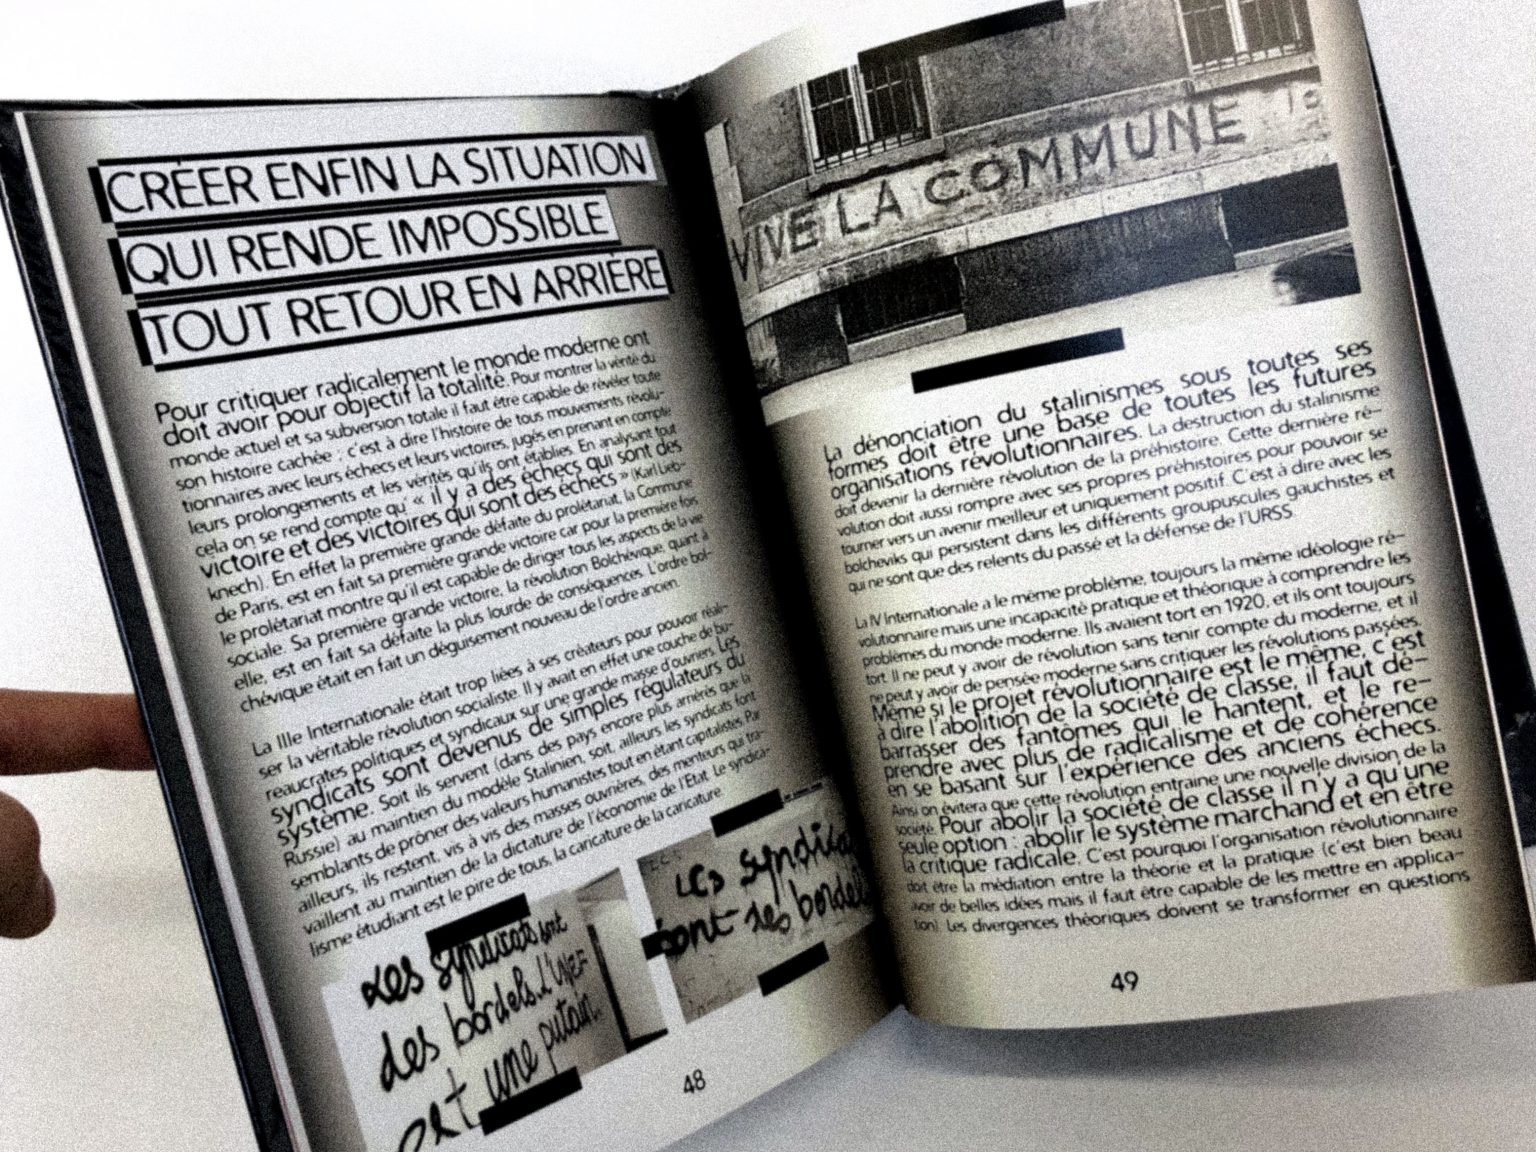 CRÉER ENFIN LA SITUATION
QUI RENDE IMPOSSIBLE
TOUT RETOUR EN ARRIÈRE
Pour critiquer radicalement le monde moderne ont
doit avoir pour objectif la totalité. Pour montrer la vérité du
monde actuel et sa subversion totale il faut être capable de révéler toute
son histoire cachée : c'est à dire l'histoire de tous mouvements révolu-
tionnaires avec leurs échecs et leurs victoires, jugés en prenant en compte
leurs prolongements et les vérités qu'ils ont établies. En analysant tout
cela on se rend compte qu' « il y a des échecs qui sont des
victoire et des victoires qui sont des échecs » (Karl Lieb-
knech). En effet la première grande défaite du prolétariat, la Commune
de Paris, est en fait sa première grande victoire car pour la première fois
le prolétariat montre qu'il est capable de diriger tous les aspects de la vie
sociale. Sa première grande victoire, la révolution Bolchévique, quant à
elle, est en fait sa défaite la plus lourde de conséquences. L'ordre bol-
chévique était en fait un déguisement nouveau de l'ordre ancien.
La IIIe Internationale était trop liées à ses créateurs pour pouvoir réali-
ser la véritable révolution socialiste. Il y avait en effet une couche de bu-
reaucrates politiques et syndicaux sur une grande masse d'ouvriers. Les
syndicats sont devenus de simples régulateurs du
système. Soit ils servent (dans des pays encore plus arriérés que la
Russie) au maintien du modèle Stalinien, soit, ailleurs, les syndicats font
semblants de prôner des valeurs humanistes tout en étant capitalistes. Par
ailleurs, ils restent, vis à vis des masses ouvrières, des menteurs qui tra-
vaillent au maintien de la dictature de l'économie de l'État. Le syndica-
lisme étudiant est le pire de tous, la caricature de la caricature.
Les syndicats sont
des bordels. L'UNEF
est une putain.
Les syndicats
sont des bordels
48
VIVE LA COMMUNE
La dénonciation du stalinismes sous toutes ses
formes doit être une base de toutes les futures
organisations révolutionnaires. La destruction du stalinisme
doit devenir la dernière révolution de la préhistoire. Cette dernière ré-
volution doit aussi rompre avec ses propres préhistoires pour pouvoir se
tourner vers un avenir meilleur et uniquement positif. C'est à dire avec les
bolcheviks qui persistent dans les différents groupuscules gauchistes et
qui ne sont que des relents du passé et la défense de l'URSS.
La IV Internationale a le même problème, toujours la même idéologie ré-
volutionnaire mais une incapacité pratique et théorique à comprendre les
problèmes du monde moderne. Ils avaient tort en 1920, et ils ont toujours
tort. Il ne peut y avoir de révolution sans tenir compte du moderne, et il
ne peut y avoir de pensée moderne sans critiquer les révolutions passées.
Même si le projet révolutionnaire est le même, c'est
à dire l'abolition de la société de classe, il faut dé-
barrasser des fantômes qui le hantent, et le re-
prendre avec plus de radicalisme et de cohérence
en se basant sur l'expérience des anciens échecs.
Ainsi on évitera que cette révolution entraine une nouvelle division de la
société. Pour abolir la société de classe il n'y a qu'une
seule option : abolir le système marchand et en être
la critique radicale. C'est pourquoi l'organisation révolutionnaire
doit être la médiation entre la théorie et la pratique (c'est bien beau
avoir de belles idées mais il faut être capable de les mettre en applica-
tion). Les divergences théoriques doivent se transformer en questions
49